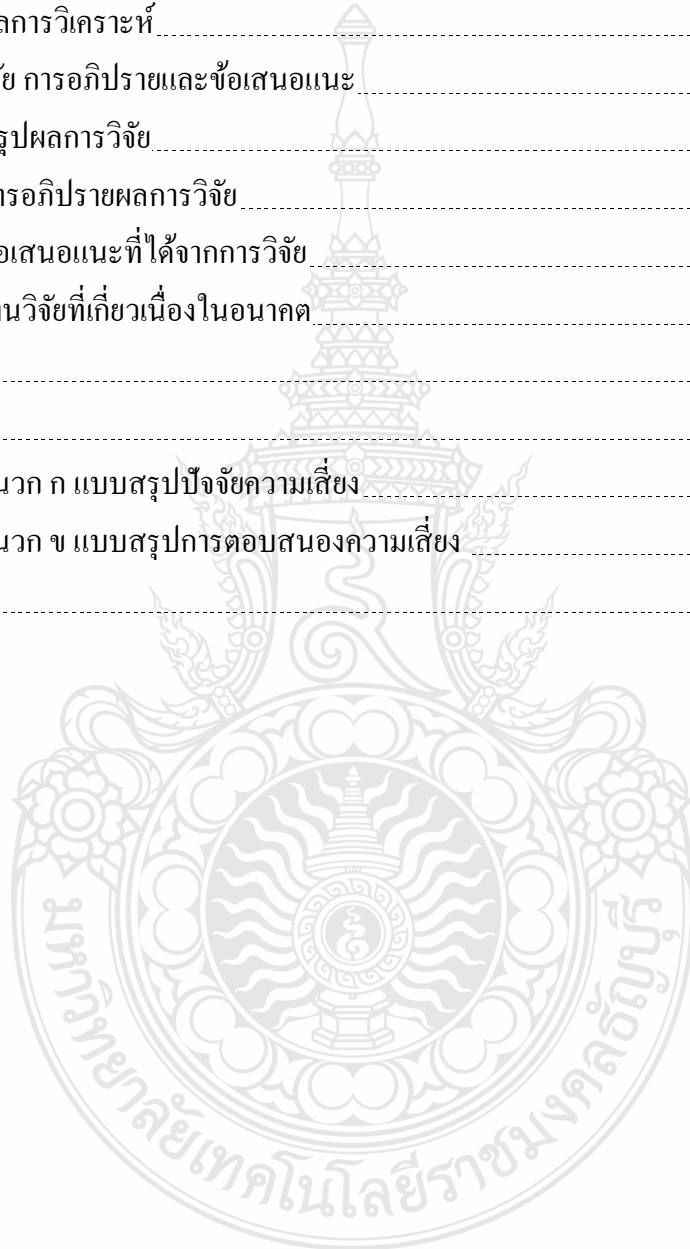 ลการวิเคราะห์
ัย การอภิปรายและข้อเสนอแนะ
รุปผลการวิจัย
ารอภิปรายผลการวิจัย
อเสนอแนะที่ได้จากการวิจัย
านวิจัยที่เกี่ยวเนื่องในอนาคต
นวก ก แบบสรุปปัจจัยความเสี่ยง
นวก ข แบบสรุปการตอบสนองความเสี่ยง
มหาวิทยาลัยเทคโนโลยีราชมงคลธัญบุรี